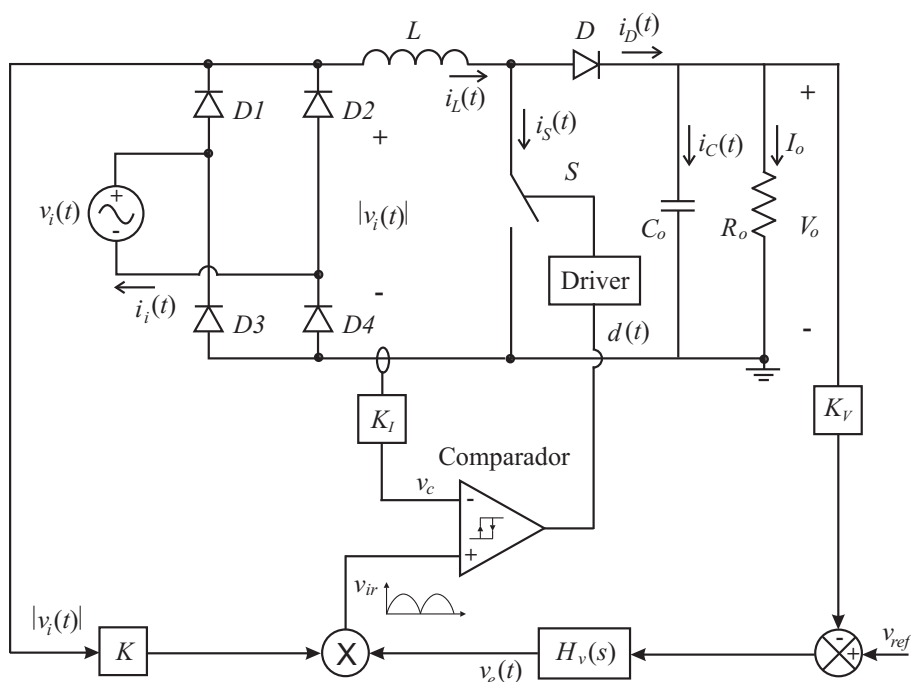 L
D
i_D(t)
i_L(t)
D1
D2
+
i_S(t)
i_C(t)
I_o
+
+
-
v_i(t)
|v_i(t)|
S
C_o
R_o
V_o
Driver
-
i_i(t)
D3
D4
d(t)
-
K_I
K_V
Comparador
v_c
-
+
v_ir
|v_i(t)|
K
X
v_e(t)
H_v(s)
-
+
v_ref